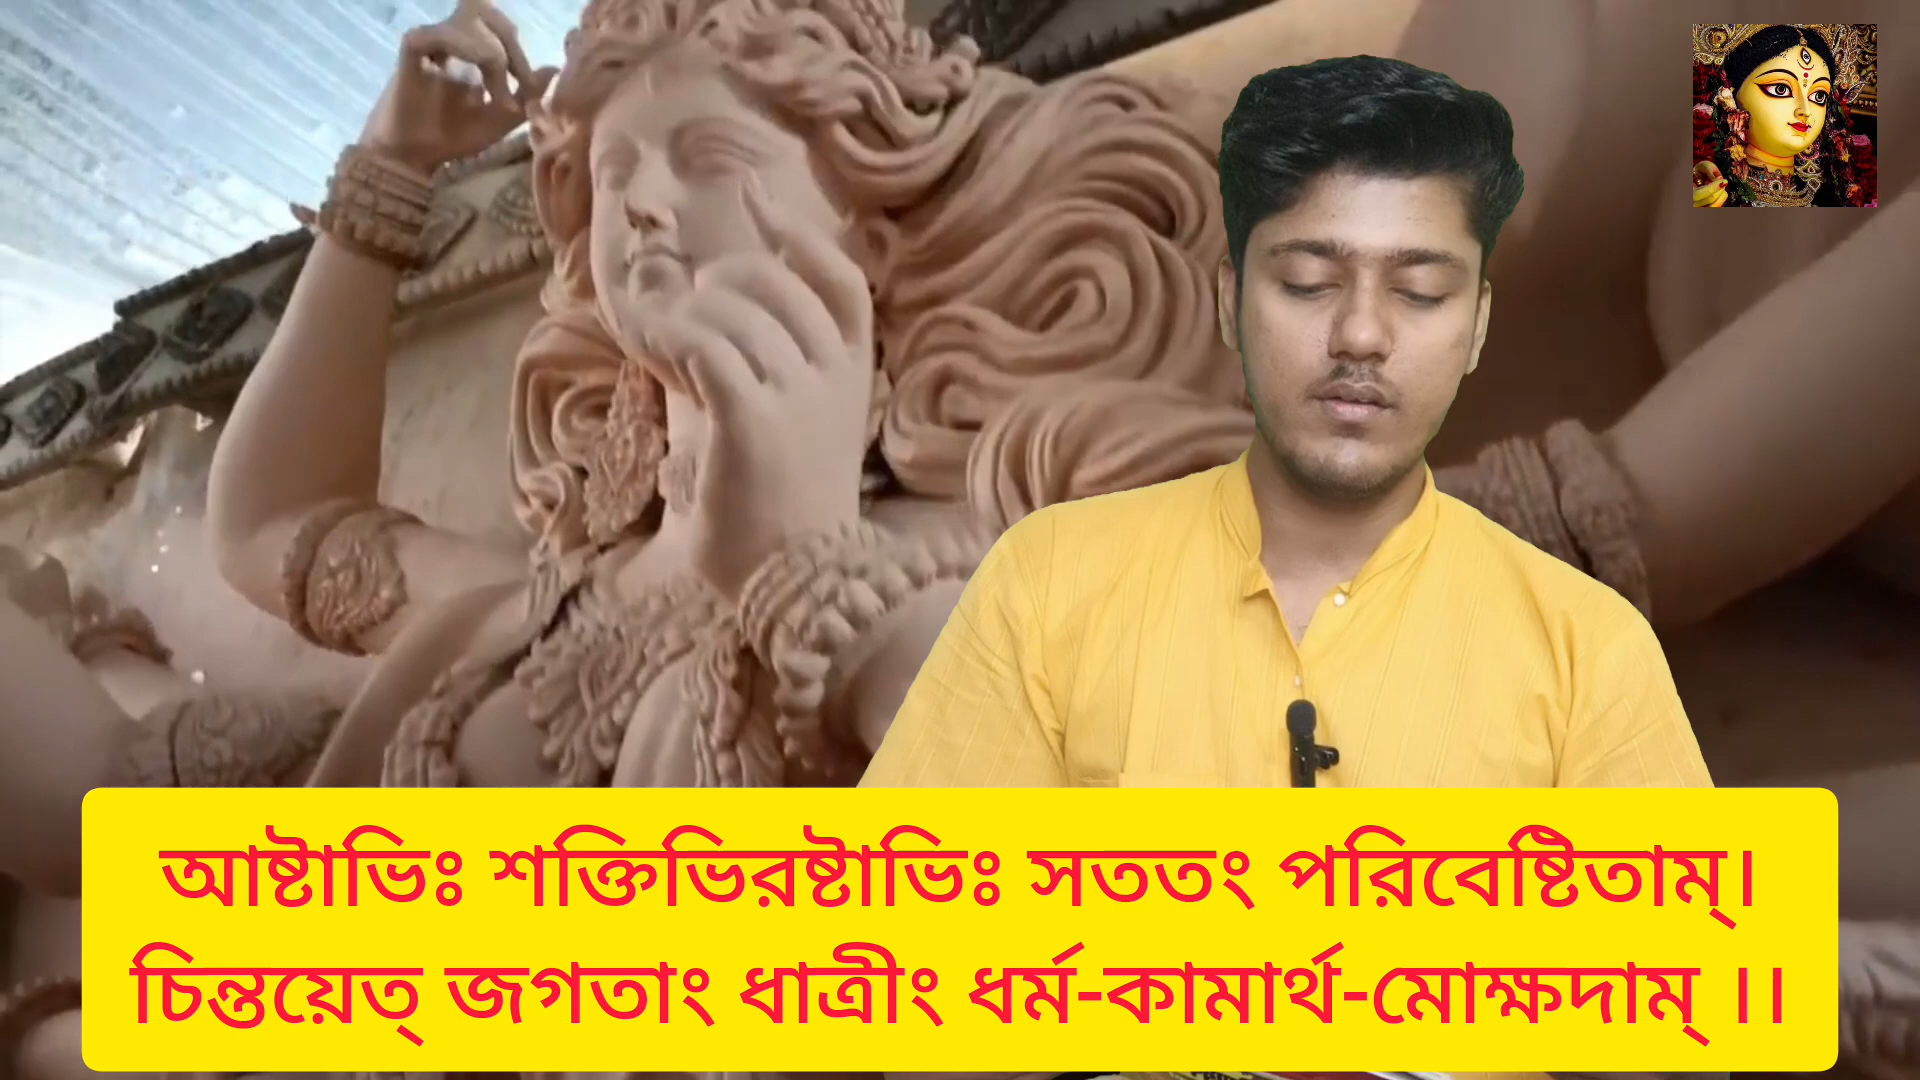 আষ্টাভিঃ শক্তিভিরষ্টাভিঃ সততং পরিবেষ্টিতাম্।
চিন্তয়েত্ জগতাং ধাত্রীং ধর্ম-কামার্থ-মোক্ষদাম্ ।।